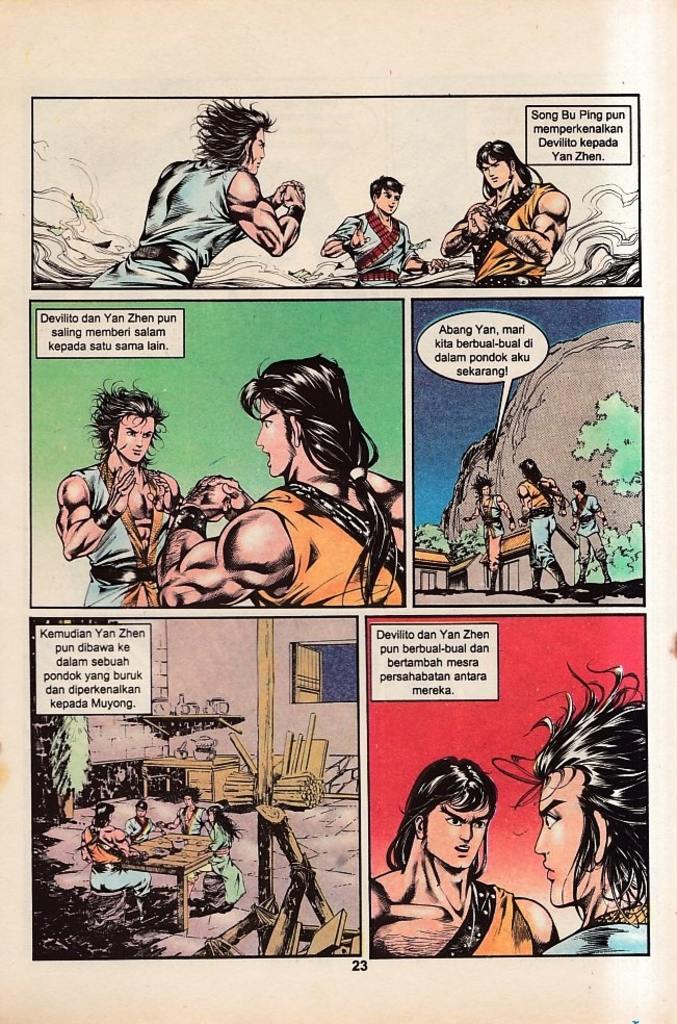 Song Bu Ping pun
memperkenalkan
Devilito kepada
Yan Zhen.
Devilito dan Yan Zhen pun
saling memberi salam
kepada satu sama lain.
Abang Yan, mari
kita berbual-bual di
dalam pondok aku
sekarang!
Kemudian Yan Zhen
pun dibawa ke
dalam sebuah
pondok yang buruk
dan diperkenalkan
kepada Muyong.
Devilito dan Yan Zhen
pun berbual-bual dan
bertambah mesra
persahabatan antara
mereka.
23